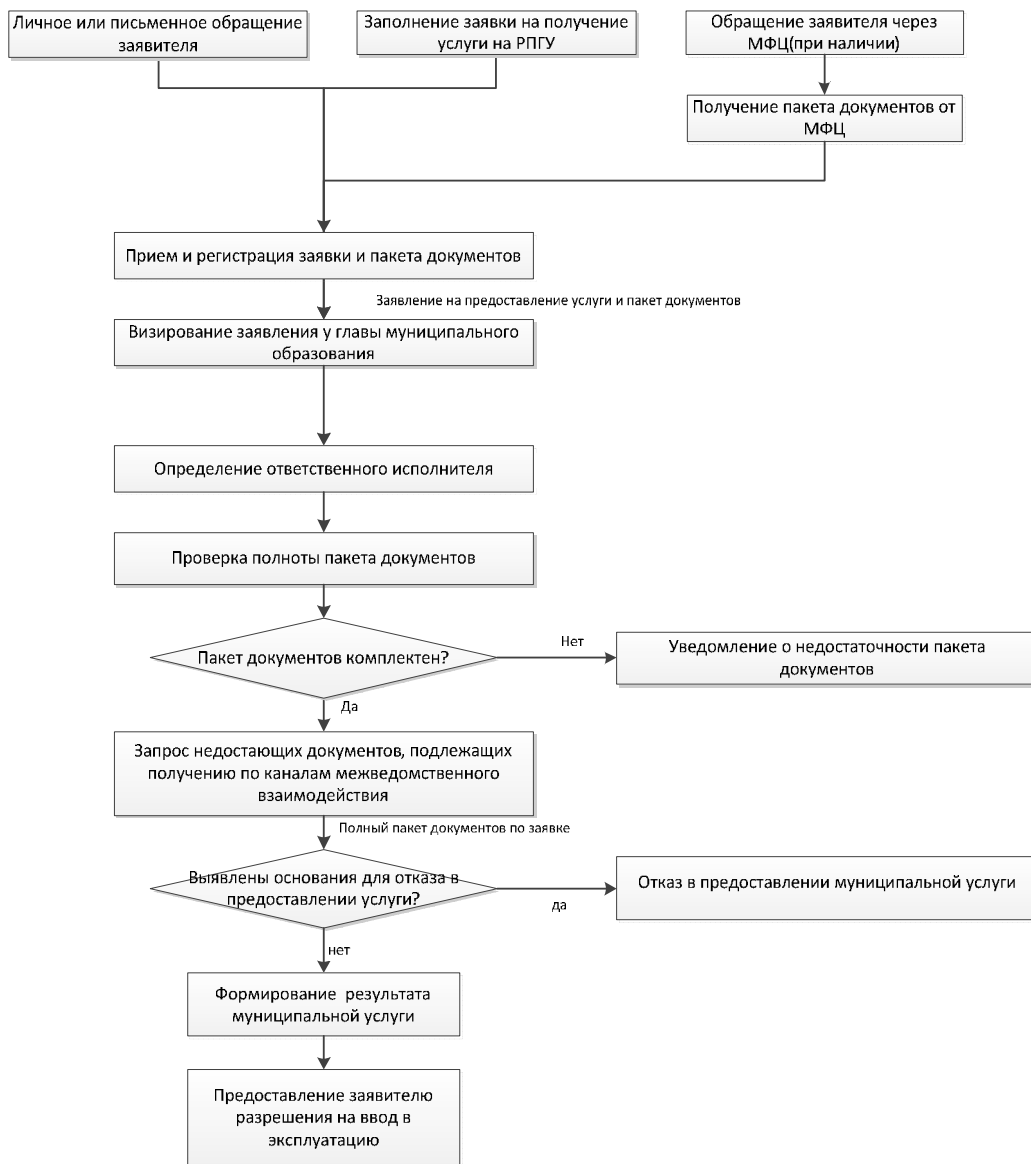 Личное или письменное обращение
заявителя
Заполнение заявки на получение
услуги на РПГУ
Обращение заявителя через
МФЦ(при наличии)
Получение пакета документов от
МФЦ
Прием и регистрация заявки и пакета документов
Заявление на предоставление услуги и пакет документов
Визирование заявления у главы муниципального
образования
Определение ответственного исполнителя
Проверка полноты пакета документов
Пакет документов комплектен?
Нет
Уведомление о недостаточности пакета
документов
Да
Запрос недостающих документов, подлежащих
получению по каналам межведомственного
взаимодействия
Полный пакет документов по заявке
Выявлены основания для отказа в
предоставлении услуги?
да
Отказ в предоставлении муниципальной услуги
нет
Формирование результата
муниципальной услуги
Предоставление заявителю
разрешения на ввод в
эксплуатацию